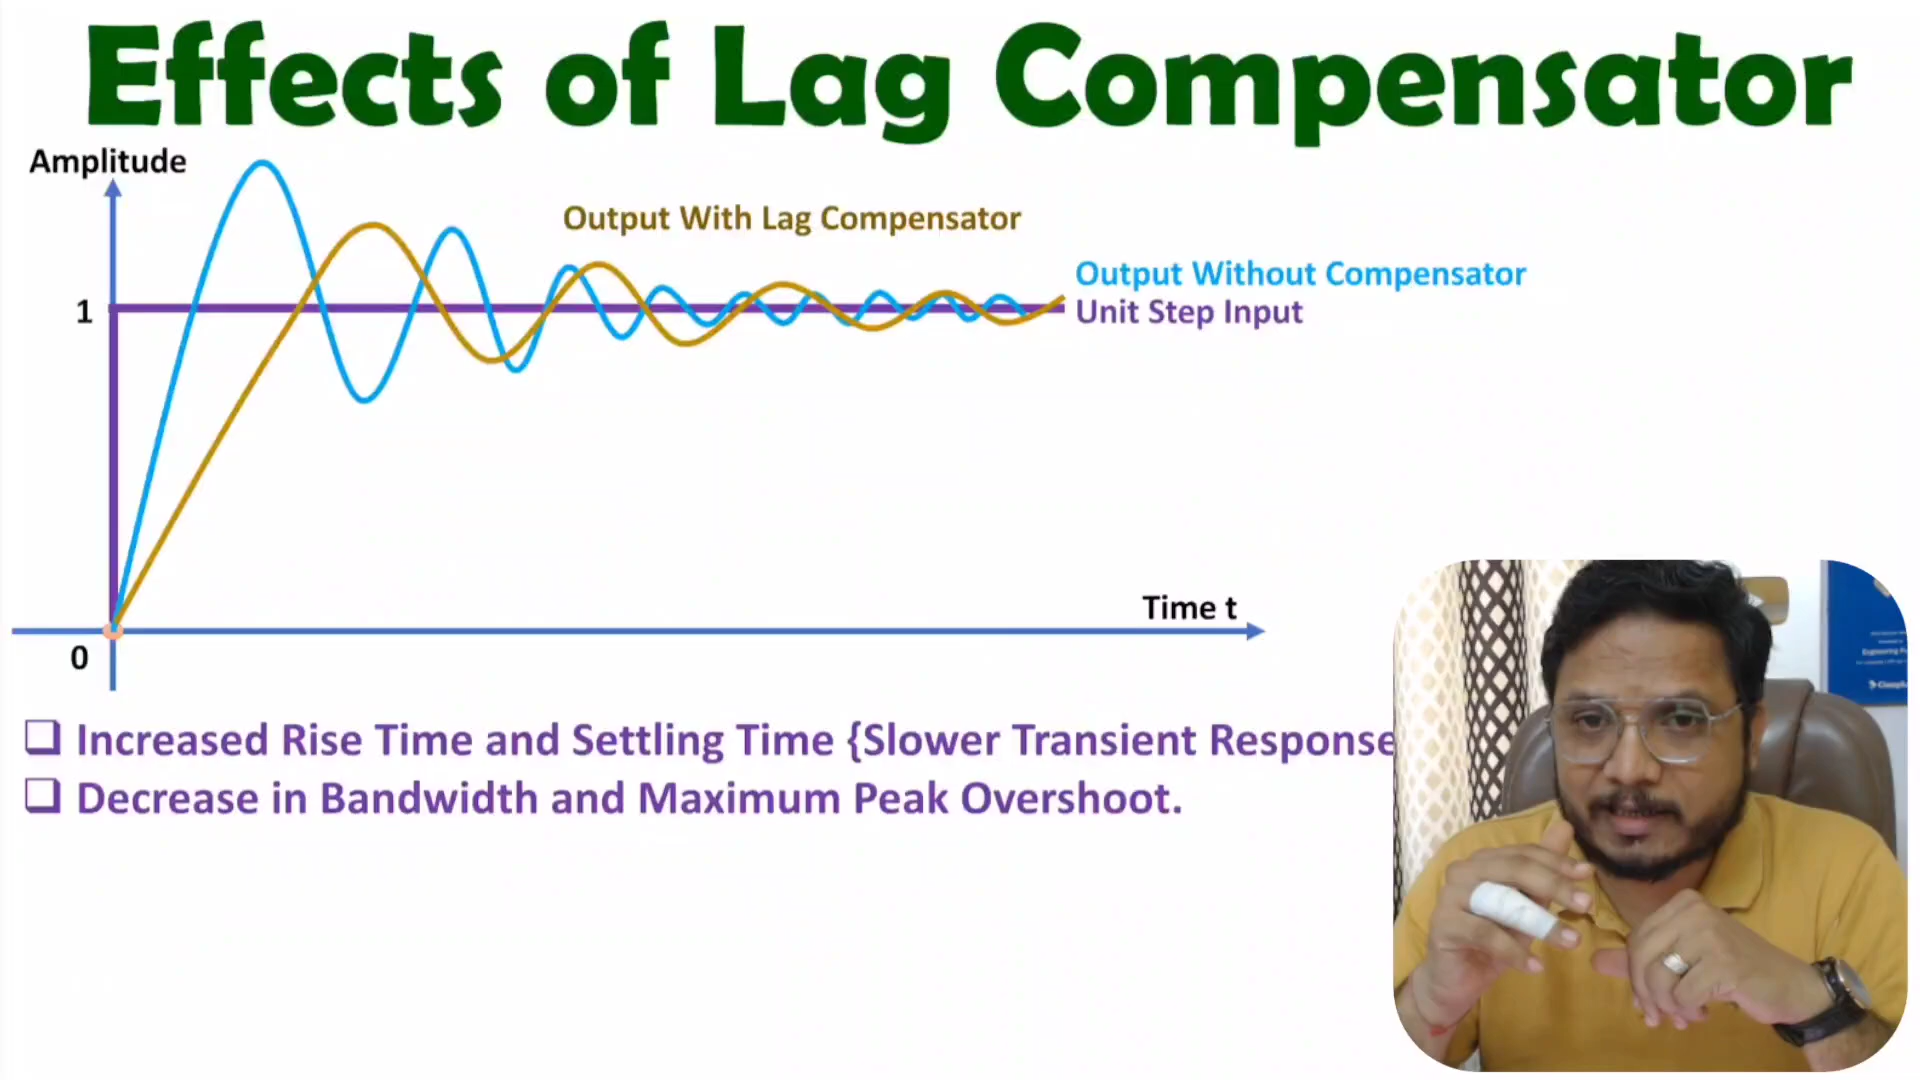 Effects of Lag Compensator
Amplitude
Output With Lag Compensator
Output Without Compensator
1
Unit Step Input
Time t
0
❑ Increased Rise Time and Settling Time {Slower Transient Response
❑ Decrease in Bandwidth and Maximum Peak Overshoot.